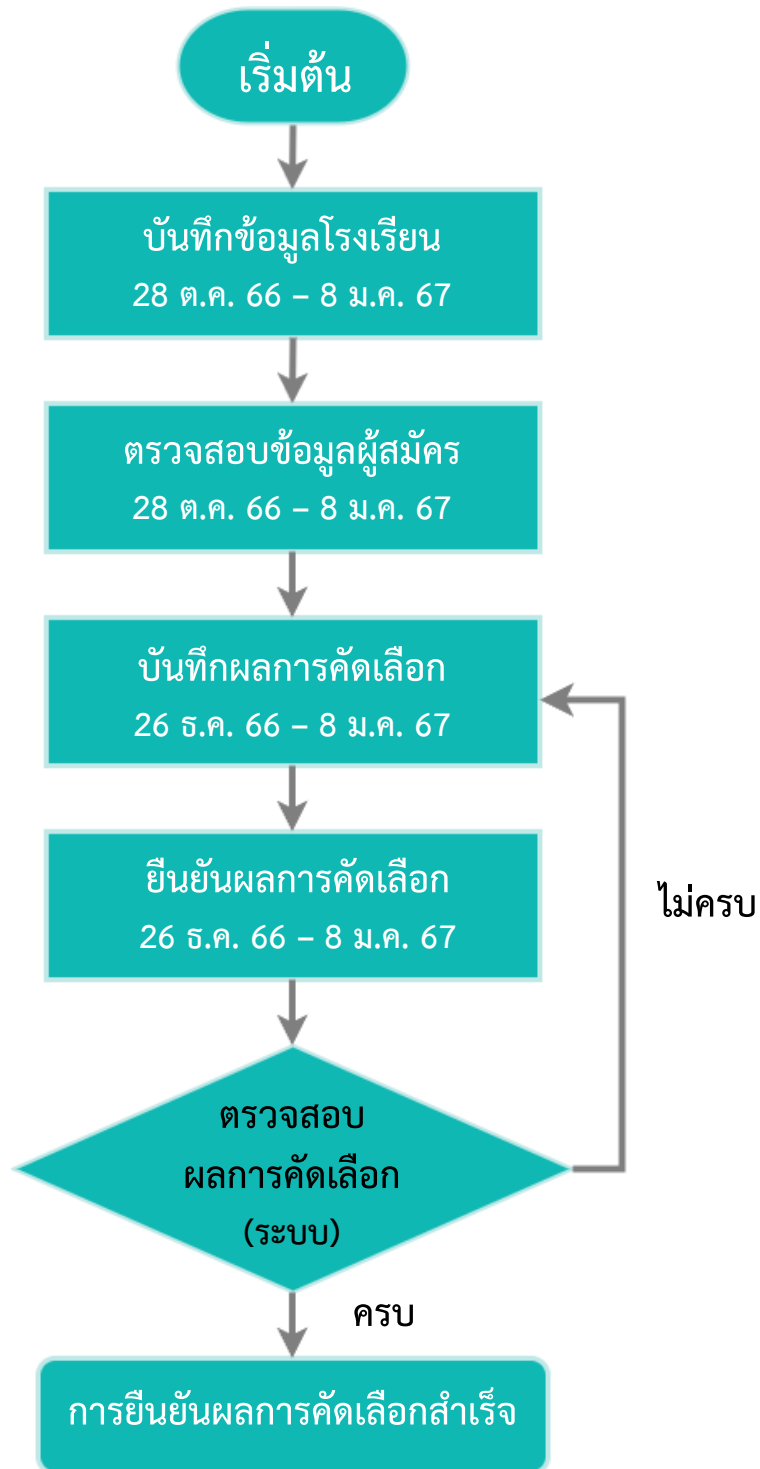 เริ่มต้น
บันทึกข้อมูลโรงเรียน
28 ต.ค. 66 – 8 ม.ค. 67
ตรวจสอบข้อมูลผู้สมัคร
28 ต.ค. 66 – 8 ม.ค. 67
บันทึกผลการคัดเลือก
26 ธ.ค. 66 – 8 ม.ค. 67
ยืนยันผลการคัดเลือก
26 ธ.ค. 66 – 8 ม.ค. 67
ไม่ครบ
ตรวจสอบ
ผลการคัดเลือก
(ระบบ)
ครบ
การยืนยันผลการคัดเลือกสำเร็จ